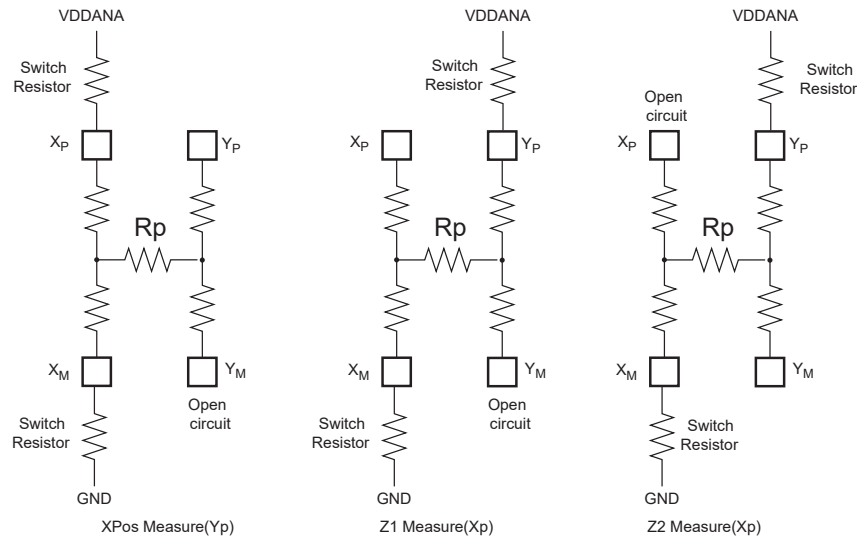 VDDANA
Switch
Resistor
XP
YP
Rp
XM
YM
Open
circuit
Switch
Resistor
GND
XPos Measure(Yp)
VDDANA
Switch
Resistor
XP
YP
Rp
XM
YM
Open
circuit
Switch
Resistor
GND
Z1 Measure(Xp)
VDDANA
Switch
Resistor
Open
circuit
XP
YP
Rp
XM
YM
Switch
Resistor
GND
Z2 Measure(Xp)